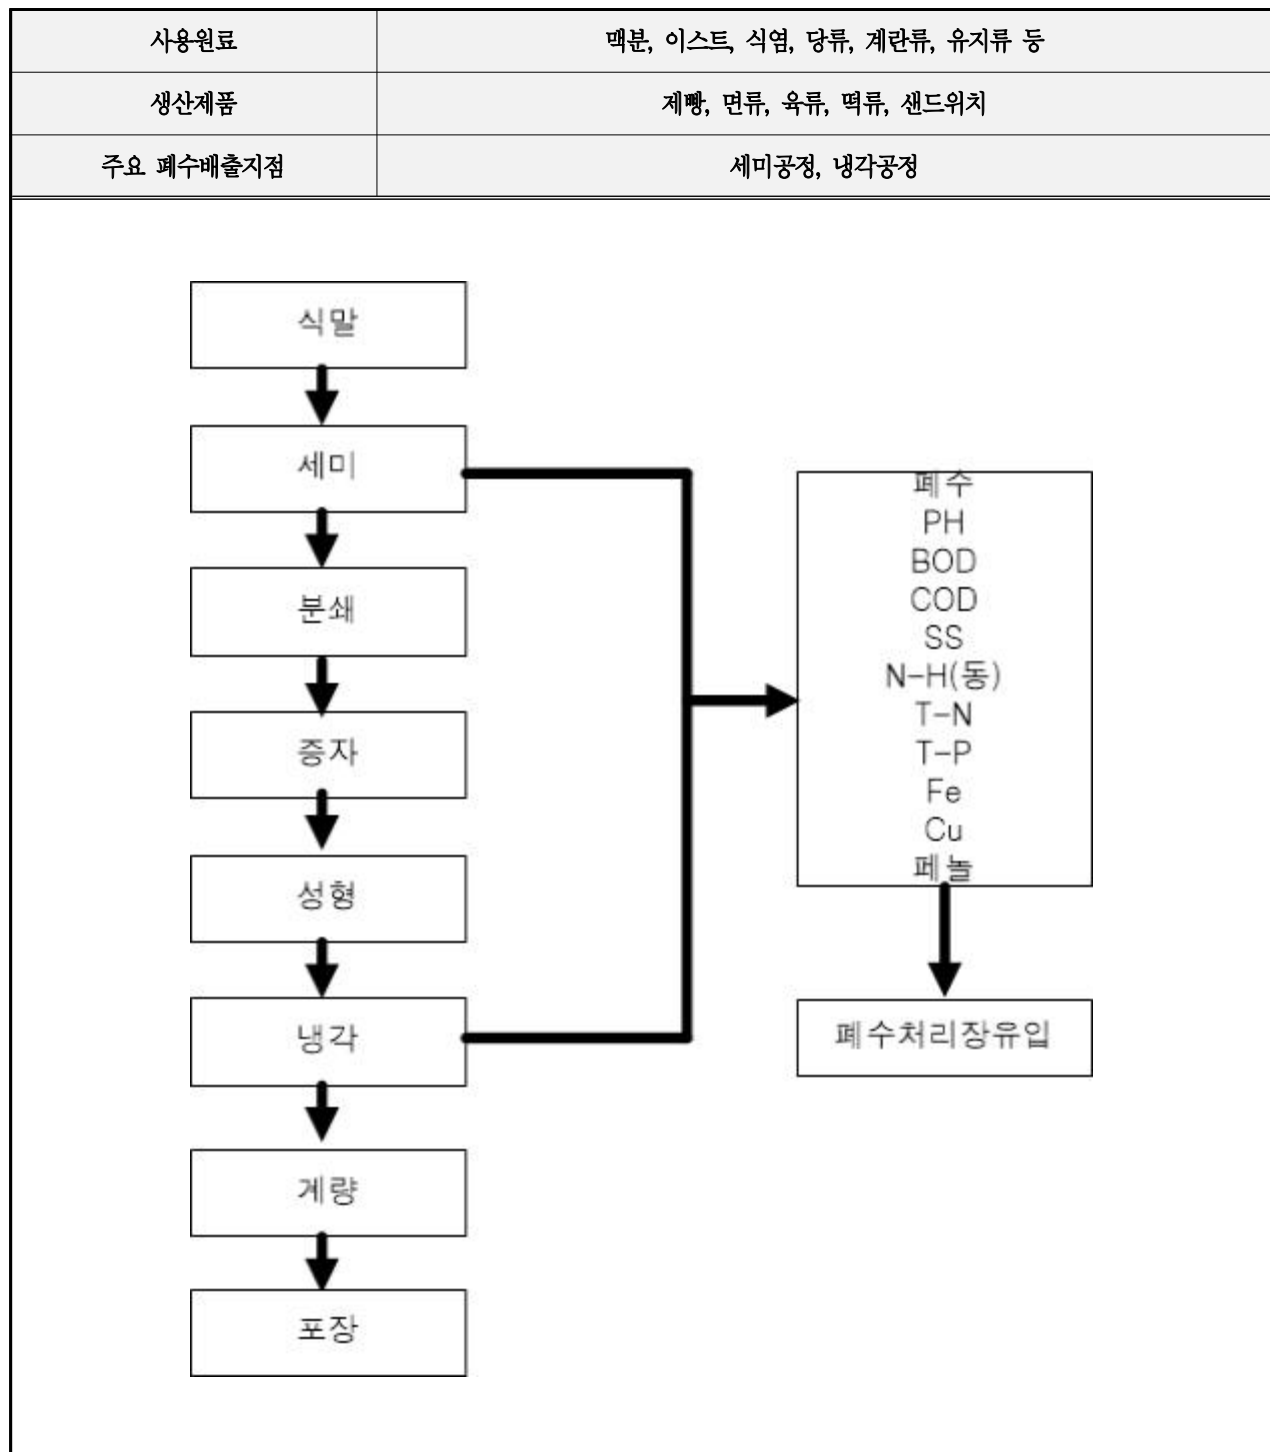 사용원료 맥분, 이스트, 식염, 당류, 계란류, 유지류 등
생산제품 제빵, 면류, 육류, 떡류, 샌드위치
주요 폐수배출지점 세미공정, 냉각공정
식말
세미
분쇄
증자
성형
냉각
계량
포장
폐수
PH
BOD
COD
SS
N-H(동)
T-N
T-P
Fe
Cu
페놀
폐수처리장유입